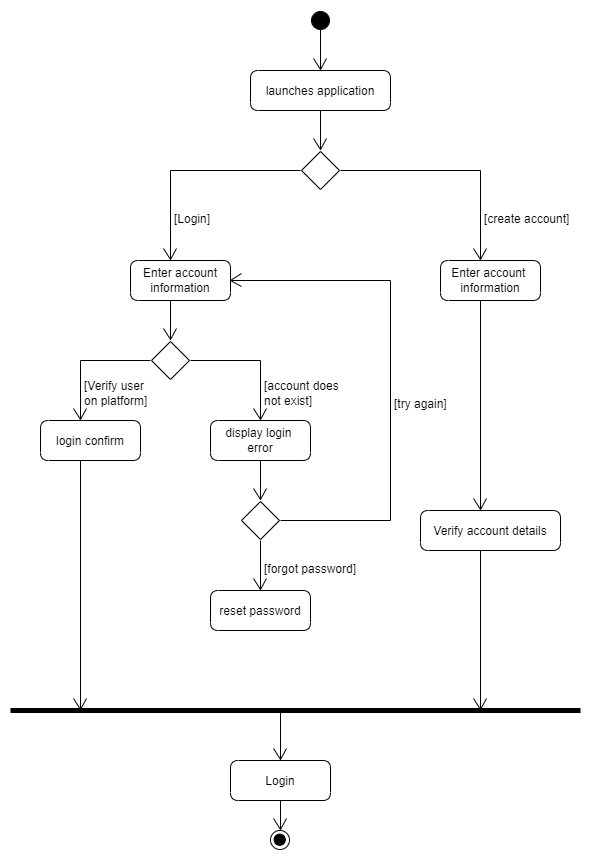 launches application
[Login]
[create account]
Enter account
information
Enter account
information
[Verify user
on platform]
[account does
not exist]
[try again]
login confirm
display login
error
Verify account details
[forgot password]
reset password
Login